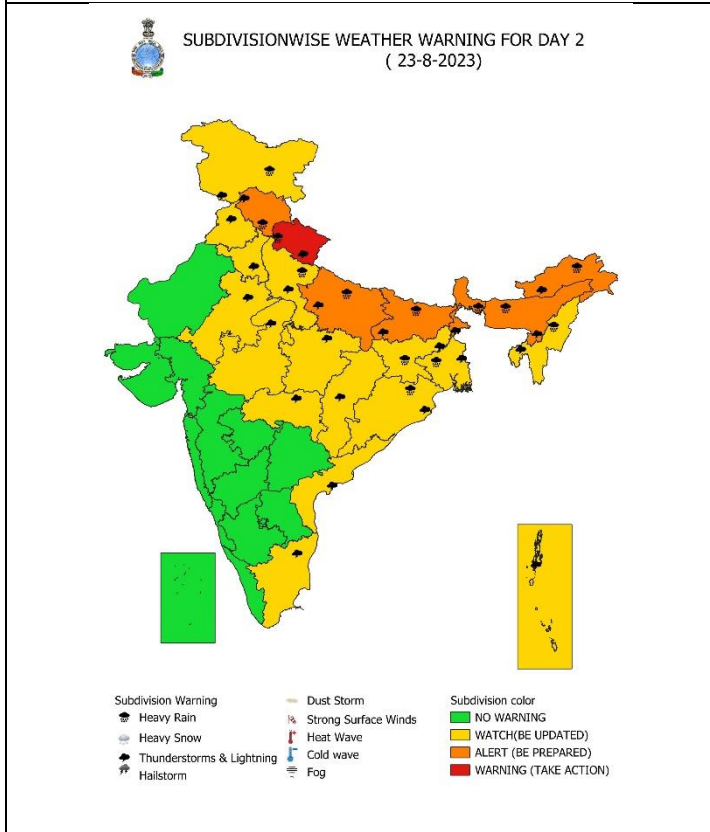 SUBDIVISIONWISE WEATHER WARNING FOR DAY 2
( 23-8-2023)
Subdivision Warning
Heavy Rain
Heavy Snow
Thunderstorms & Lightning
Hailstorm
Dust Storm
Strong Surface Winds
Heat Wave
Cold wave
Fog
Subdivision color
NO WARNING
WATCH(BE UPDATED)
ALERT (BE PREPARED)
WARNING (TAKE ACTION)